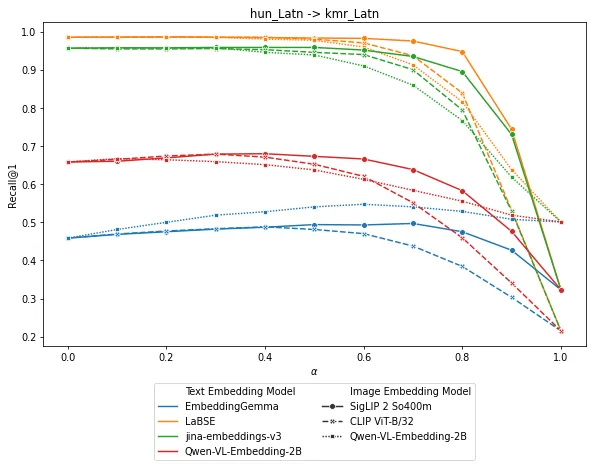 hun_Latn -> kmr_Latn
Recall@1
1.0
0.9
0.8
0.7
0.6
0.5
0.4
0.3
0.2
0.0 0.2 0.4 0.6 0.8 1.0
α
Text Embedding Model Image Embedding Model
EmbeddingGemma SigLIP 2 So400m
LaBSE CLIP ViT-B/32
jina-embeddings-v3 Qwen-VL-Embedding-2B
Qwen-VL-Embedding-2B